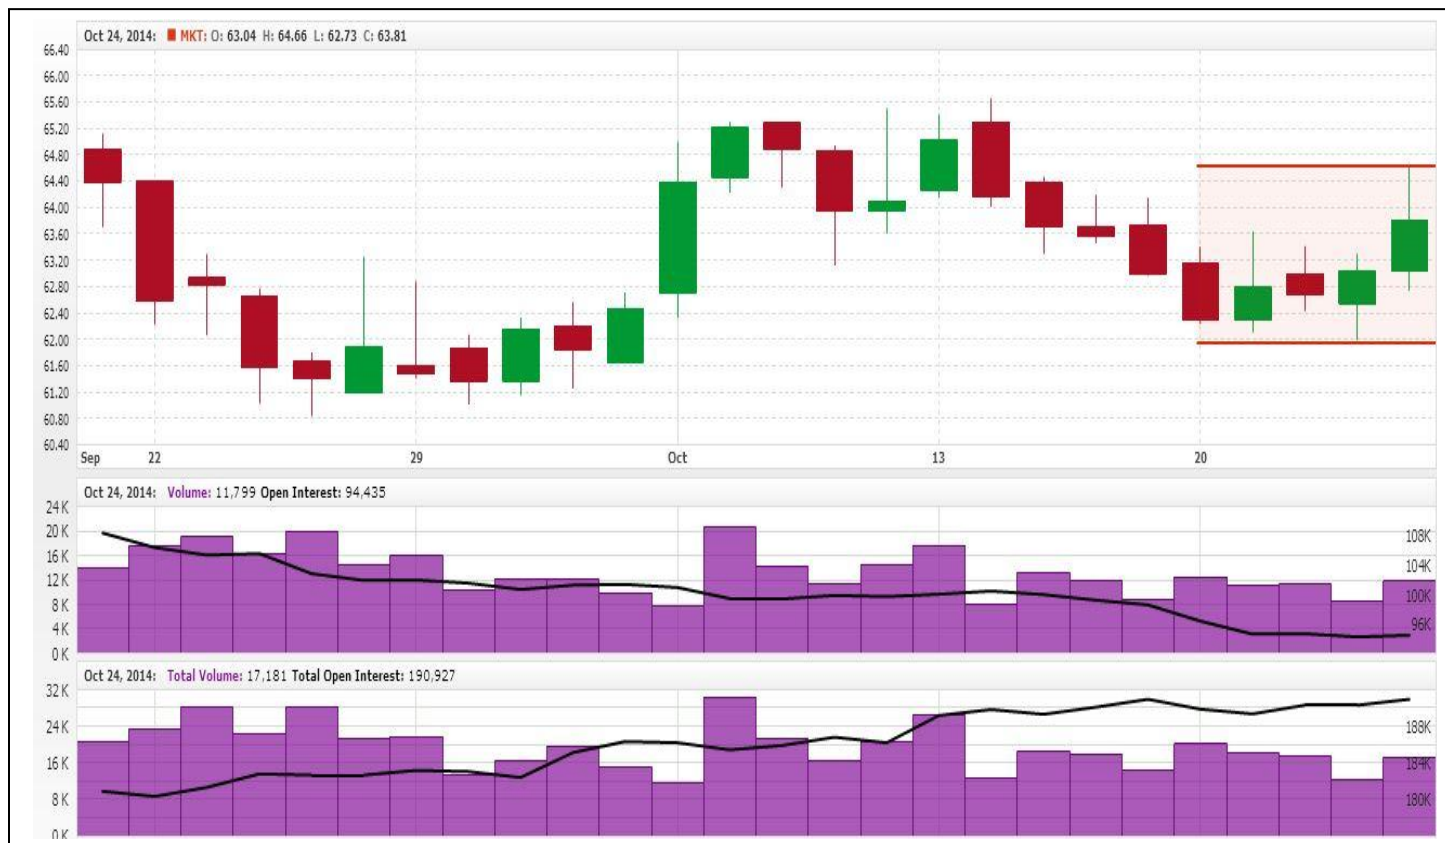 Oct 24, 2014: MKT: O: 63.04 H: 64.66 L: 62.73 C: 63.81
66.40
66.00
65.60
65.20
64.80
64.40
64.00
63.60
63.20
62.80
62.40
62.00
61.60
61.20
60.80
60.40
Sep 22 29 Oct 13 20
Oct 24, 2014: Volume: 11,799 Open Interest: 94,435
24K
20K
16K
12K
8K
4K
0K
108K
104K
100K
96K
Oct 24, 2014: Total Volume: 17,181 Total Open Interest: 190,927
32K
24K
16K
8K
0K
188K
184K
180K